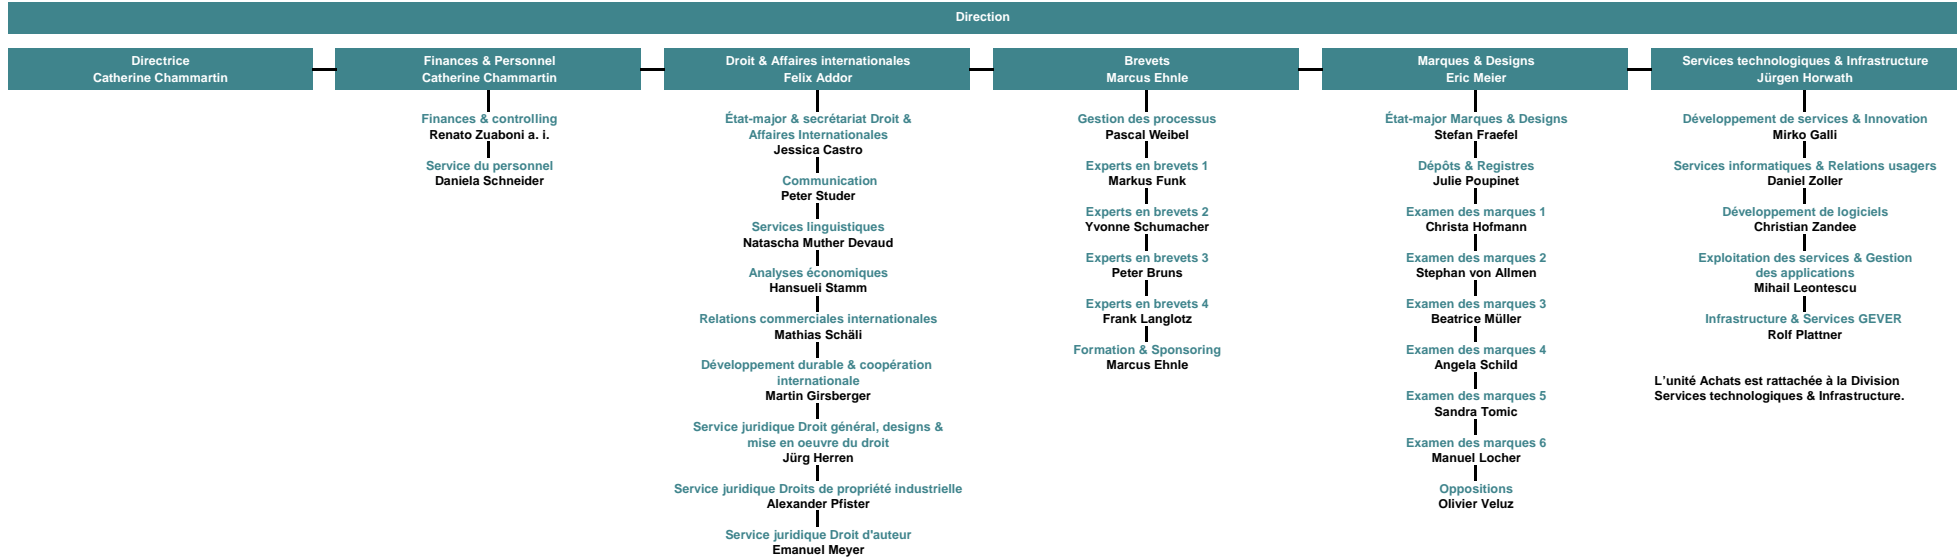 Direction
Directrice
Catherine Chammartin
Finances & Personnel
Catherine Chammartin
Finances & controlling
Renato Zuaboni a. i.
Service du personnel
Daniela Schneider
Droit & Affaires internationales
Felix Addor
État-major & secrétariat Droit &
Affaires Internationales
Jessica Castro
Communication
Peter Studer
Services linguistiques
Natascha Muther Devaud
Analyses économiques
Hansueli Stamm
Relations commerciales internationales
Mathias Schäli
Développement durable & coopération
internationale
Martin Girsberger
Service juridique Droit général, designs &
mise en oeuvre du droit
Jürg Herren
Service juridique Droits de propriété industrielle
Alexander Pfister
Service juridique Droit d'auteur
Emanuel Meyer
Brevets
Marcus Ehnle
Gestion des processus
Pascal Weibel
Experts en brevets 1
Markus Funk
Experts en brevets 2
Yvonne Schumacher
Experts en brevets 3
Peter Bruns
Experts en brevets 4
Frank Langlotz
Formation & Sponsoring
Marcus Ehnle
Marques & Designs
Eric Meier
État-major Marques & Designs
Stefan Fraefel
Dépôts & Registres
Julie Poupinet
Examen des marques 1
Christa Hofmann
Examen des marques 2
Stephan von Allmen
Examen des marques 3
Beatrice Müller
Examen des marques 4
Angela Schild
Examen des marques 5
Sandra Tomic
Examen des marques 6
Manuel Locher
Oppositions
Olivier Veluz
Services technologiques & Infrastructure
Jürgen Horwath
Développement de services & Innovation
Mirko Galli
Services informatiques & Relations usagers
Daniel Zoller
Développement de logiciels
Christian Zandee
Exploitation des services & Gestion
des applications
Mihail Leontescu
Infrastructure & Services GEVER
Rolf Plattner
L'unité Achats est rattachée à la Division
Services technologiques & Infrastructure.